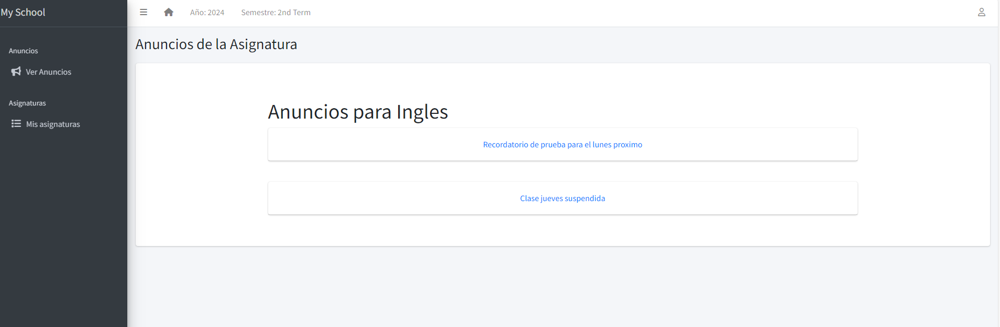 My School
Año: 2024
Semestre: 2nd Term
Anuncios
Ver Anuncios
Asignaturas
Mis asignaturas
Anuncios de la Asignatura
Anuncios para Ingles
Recordatorio de prueba para el lunes proximo
Clase jueves suspendida